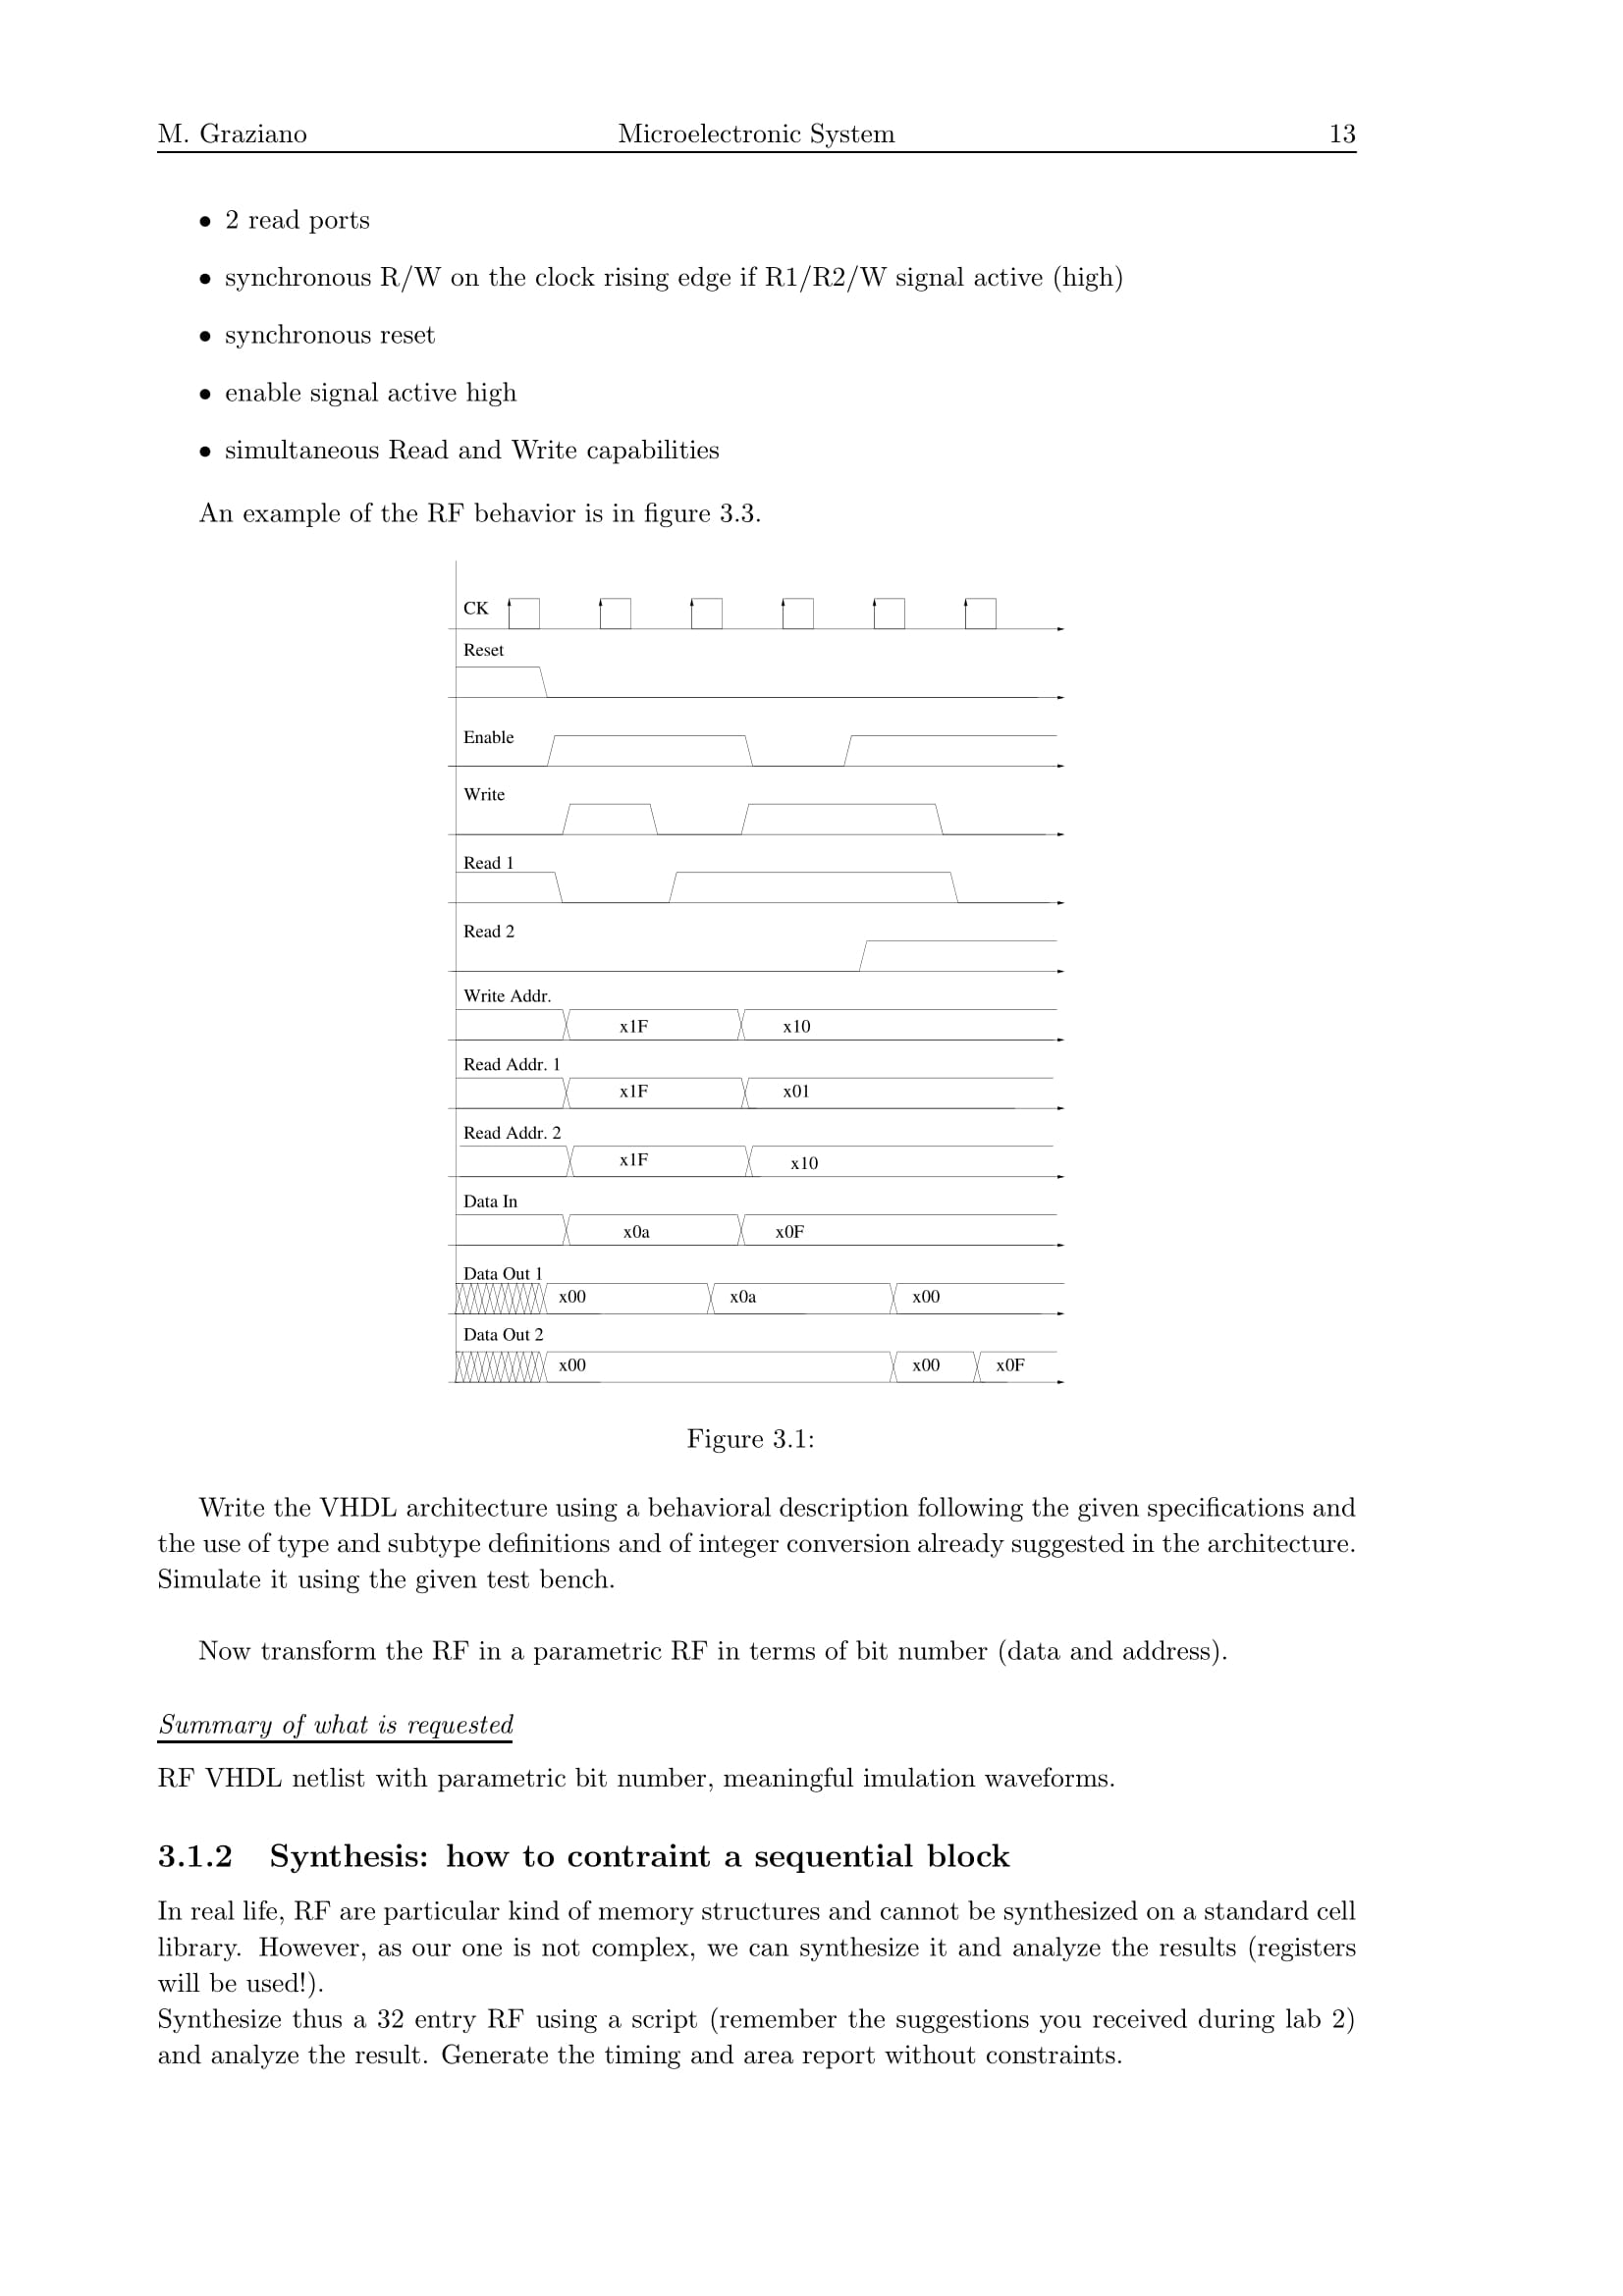 M. Graziano Microelectronic System 13
• 2 read ports
• synchronous R/W on the clock rising edge if R1/R2/W signal active (high)
• synchronous reset
• enable signal active high
• simultaneous Read and Write capabilities
An example of the RF behavior is in figure 3.3.
CK
Reset
Enable
Write
Read 1
Read 2
Write Addr.
x1F x10
Read Addr. 1
x1F x01
Read Addr. 2
x1F x10
Data In
x0a x0F
Data Out 1
x00 x0a x00
Data Out 2
x00 x00 x0F
Figure 3.1:
Write the VHDL architecture using a behavioral description following the given specifications and
the use of type and subtype definitions and of integer conversion already suggested in the architecture.
Simulate it using the given test bench.
Now transform the RF in a parametric RF in terms of bit number (data and address).
Summary of what is requested
RF VHDL netlist with parametric bit number, meaningful imulation waveforms.
3.1.2 Synthesis: how to contraint a sequential block
In real life, RF are particular kind of memory structures and cannot be synthesized on a standard cell
library. However, as our one is not complex, we can synthesize it and analyze the results (registers
will be used!).
Synthesize thus a 32 entry RF using a script (remember the suggestions you received during lab 2)
and analyze the result. Generate the timing and area report without constraints.